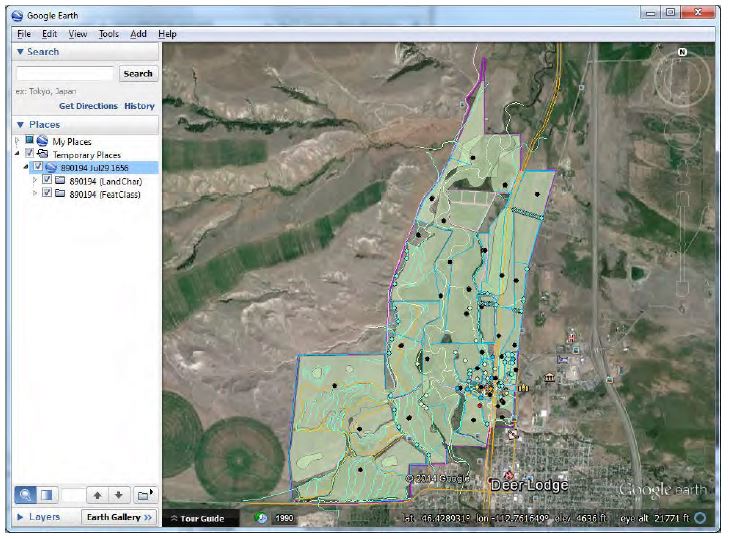 Google Earth
File Edit View Tools Add Help
Search
Search
ex: Tokyo, Japan
Get Directions History
Places
My Places
Temporary Places
890194 Jul29 1656
890194 (LandChar)
890194 (FeatClass)
N
© 2014 Google
Deer Lodge
Google earth
Layers
Earth Gallery >>
Tour Guide
1990
lat 46.428931° lon -112.761649° elev 4636 ft eye alt 21771 ft